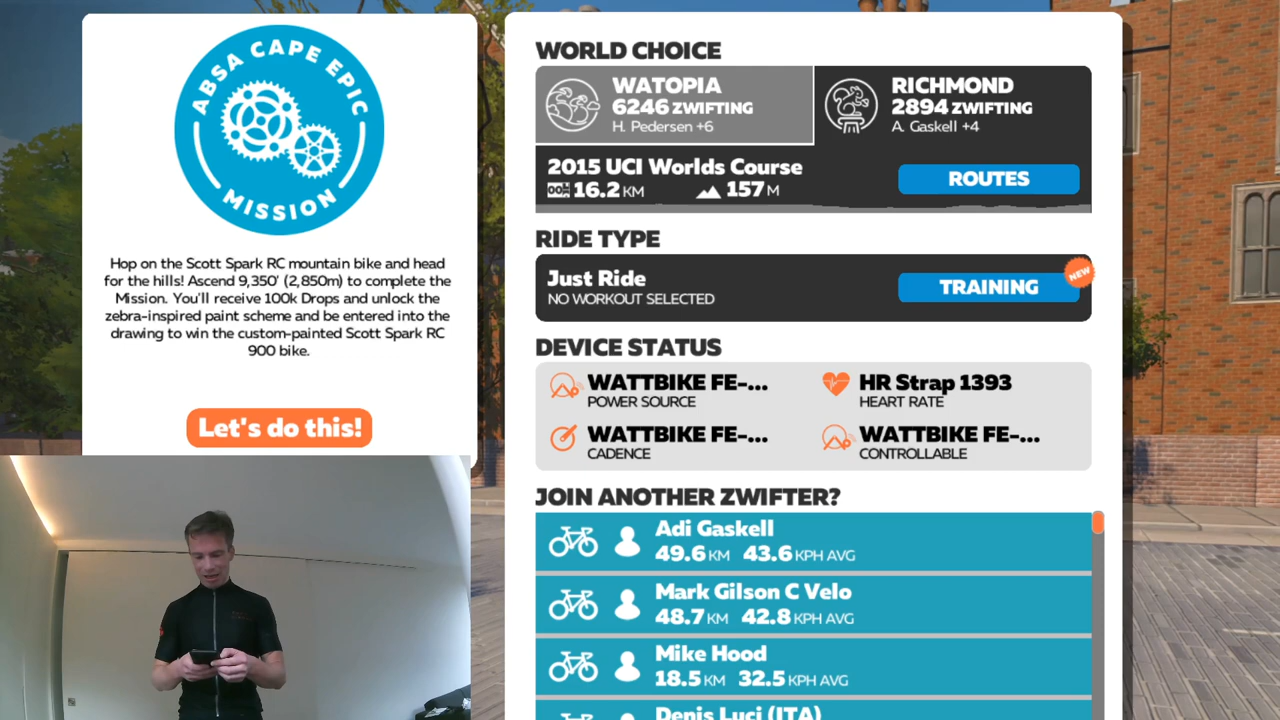 ABSA CAPE EPIC
MISSION
Hop on the Scott Spark RC mountain bike and head
for the hills! Ascend 9,350' (2,850m) to complete the
Mission. You'll receive 100k Drops and unlock the
zebra-inspired paint scheme and be entered into the
drawing to win the custom-painted Scott Spark RC
900 bike.
Let's do this!
WORLD CHOICE
WATOPIA
6246 ZWIFTING
H. Pedersen +6
RICHMOND
2894 ZWIFTING
A. Gaskell +4
2015 UCI Worlds Course
16.2 KM 157 M
ROUTES
RIDE TYPE
Just Ride
NO WORKOUT SELECTED
TRAINING
NEW
DEVICE STATUS
WATTBIKE FE-...
POWER SOURCE
HR Strap 1393
HEART RATE
WATTBIKE FE-...
CADENCE
WATTBIKE FE-...
CONTROLLABLE
JOIN ANOTHER ZWIFTER?
Adi Gaskell
49.6 KM 43.6 KPH AVG
Mark Gilson C Velo
48.7 KM 42.8 KPH AVG
Mike Hood
18.5 KM 32.5 KPH AVG
Denis Luci (ITA)